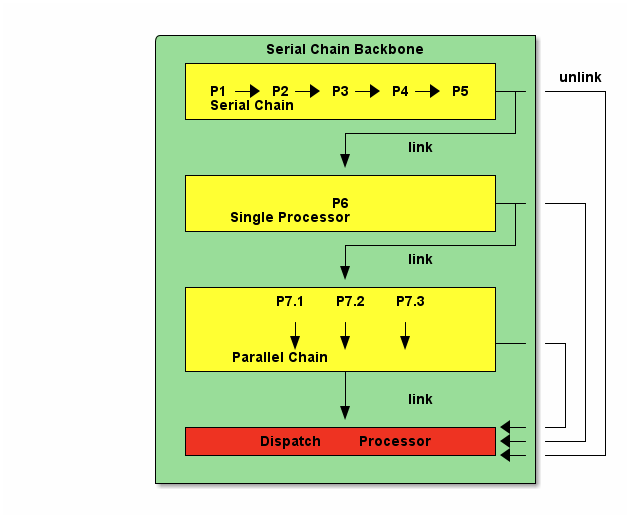 Serial Chain Backbone
unlink
P1 P2 P3 P4 P5
Serial Chain
link
P6
Single Processor
link
P7.1 P7.2 P7.3
Parallel Chain
link
Dispatch Processor